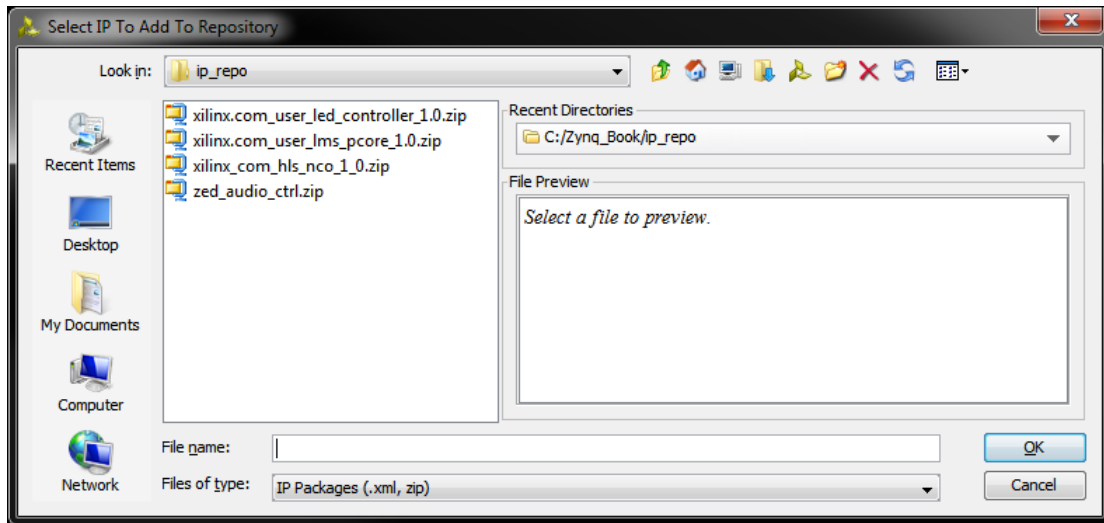 Select IP To Add To Repository
Look in:
ip_repo
Recent Items
Desktop
My Documents
Computer
Network
xilinx.com_user_led_controller_1.0.zip
xilinx.com_user_lms_pcore_1.0.zip
xilinx_com_hls_nco_1_0.zip
zed_audio_ctrl.zip
Recent Directories
C:/Zynq_Book/ip_repo
File Preview
Select a file to preview.
File name:
OK
Files of type:
IP Packages (.xml, zip)
Cancel